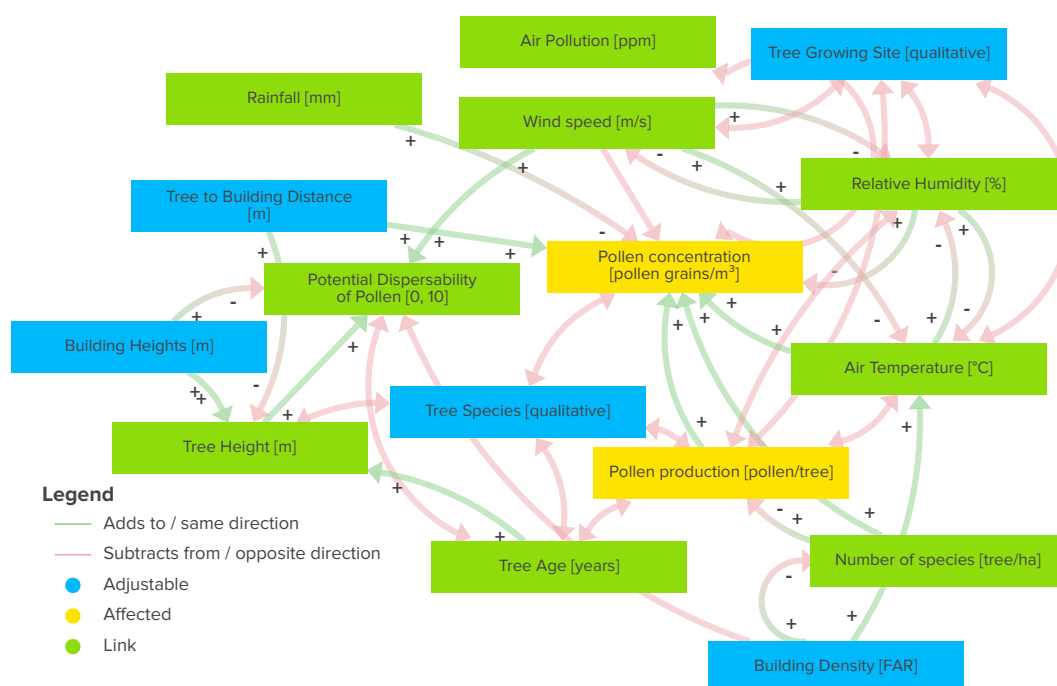 Air Pollution [ppm]
Tree Growing Site [qualitative]
Rainfall [mm]
Wind speed [m/s]
Relative Humidity [%]
Tree to Building Distance
[m]
Pollen concentration
[pollen grains/m³]
Potential Dispersability
of Pollen [0, 10]
Building Heights [m]
Air Temperature [°C]
Tree Species [qualitative]
Tree Height [m]
Pollen production [pollen/tree]
Legend
Adds to / same direction
Subtracts from / opposite direction
Adjustable
Affected
Link
Tree Age [years]
Number of species [tree/ha]
Building Density [FAR]